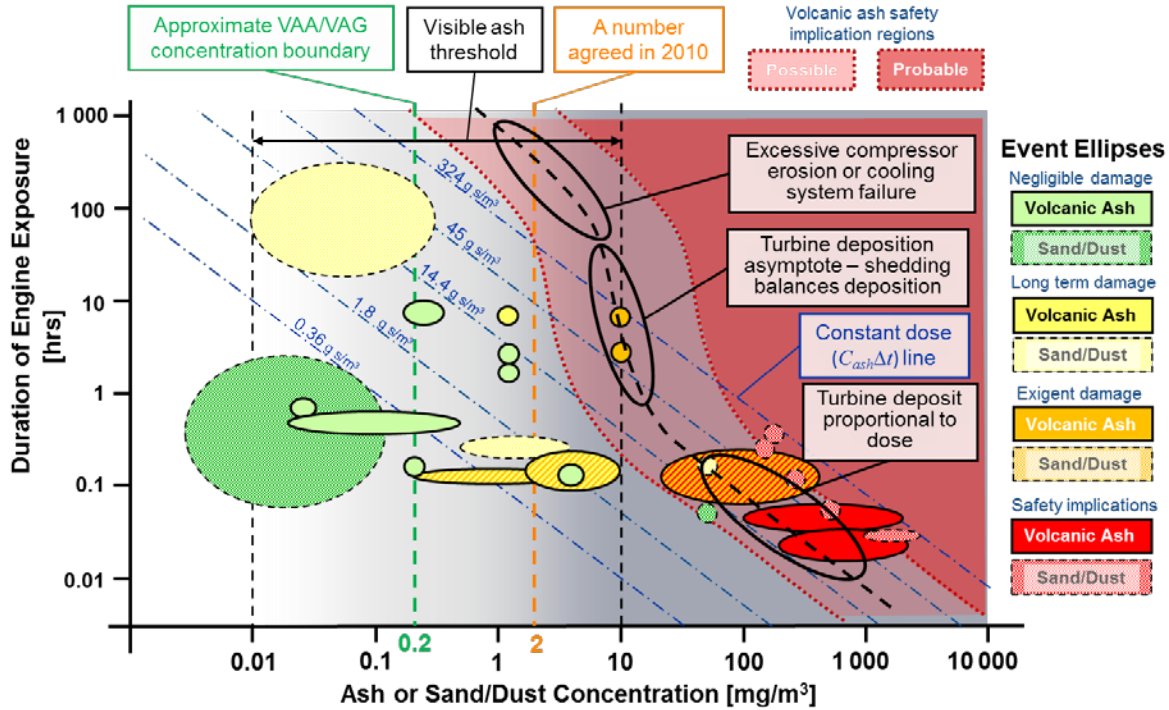 Approximate VAA/VAG
concentration boundary
Visible ash
threshold
A number
agreed in 2010
Volcanic ash safety
implication regions
Possible
Probable
Duration of Engine Exposure
[hrs]
1 000
100
10
1
0.1
0.01
324 g s/m³
45 g s/m³
14.4 g s/m³
1.8 g s/m³
0.36 g s/m³
Excessive compressor
erosion or cooling
system failure
Turbine deposition
asymptote – shedding
balances deposition
Constant dose
(C_ashΔt) line
Turbine deposit
proportional to
dose
Event Ellipses
Negligible damage
Volcanic Ash
Sand/Dust
Long term damage
Volcanic Ash
Sand/Dust
Exigent damage
Volcanic Ash
Sand/Dust
Safety implications
Volcanic Ash
Sand/Dust
0.01
0.1
0.2
1
2
10
100
1 000
10 000
Ash or Sand/Dust Concentration [mg/m³]